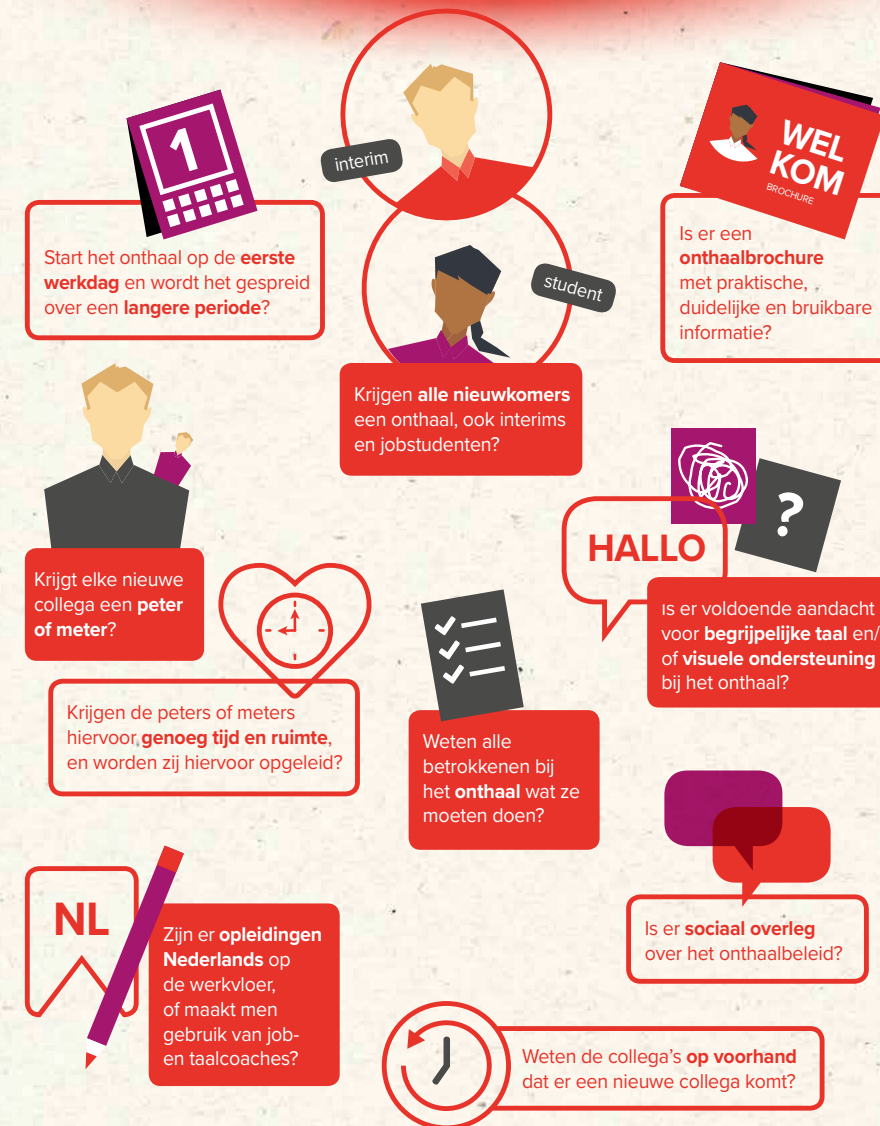 interim
1
WEL
KOM
BROCHURE
Start het onthaal op de eerste
werkdag en wordt het gespreid
over een langere periode?
student
Is er een
onthaalbrochure
met praktische,
duidelijke en bruikbare
informatie?
Krijgen alle nieuwkomers
een onthaal, ook interims
en jobstudenten?
?
HALLO
Krijgt elke nieuwe
collega een peter
of meter?
is er voldoende aandacht
voor begrijpelijke taal en/
of visuele ondersteuning
bij het onthaal?
Krijgen de peters of meters
hiervoor genoeg tijd en ruimte,
en worden zij hiervoor opgeleid?
Weten alle
betrokkenen bij
het onthaal wat ze
moeten doen?
NL
Zijn er opleidingen
Nederlands op
de werkvloer,
of maakt men
gebruik van job-
en taalcoaches?
Is er sociaal overleg
over het onthaalbeleid?
Weten de collega's op voorhand
dat er een nieuwe collega komt?